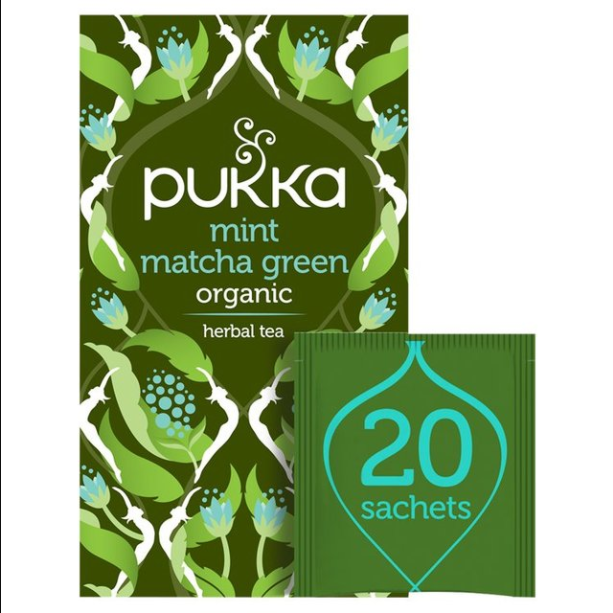 pukka
mint
matcha green
organic
herbal tea
20
sachets